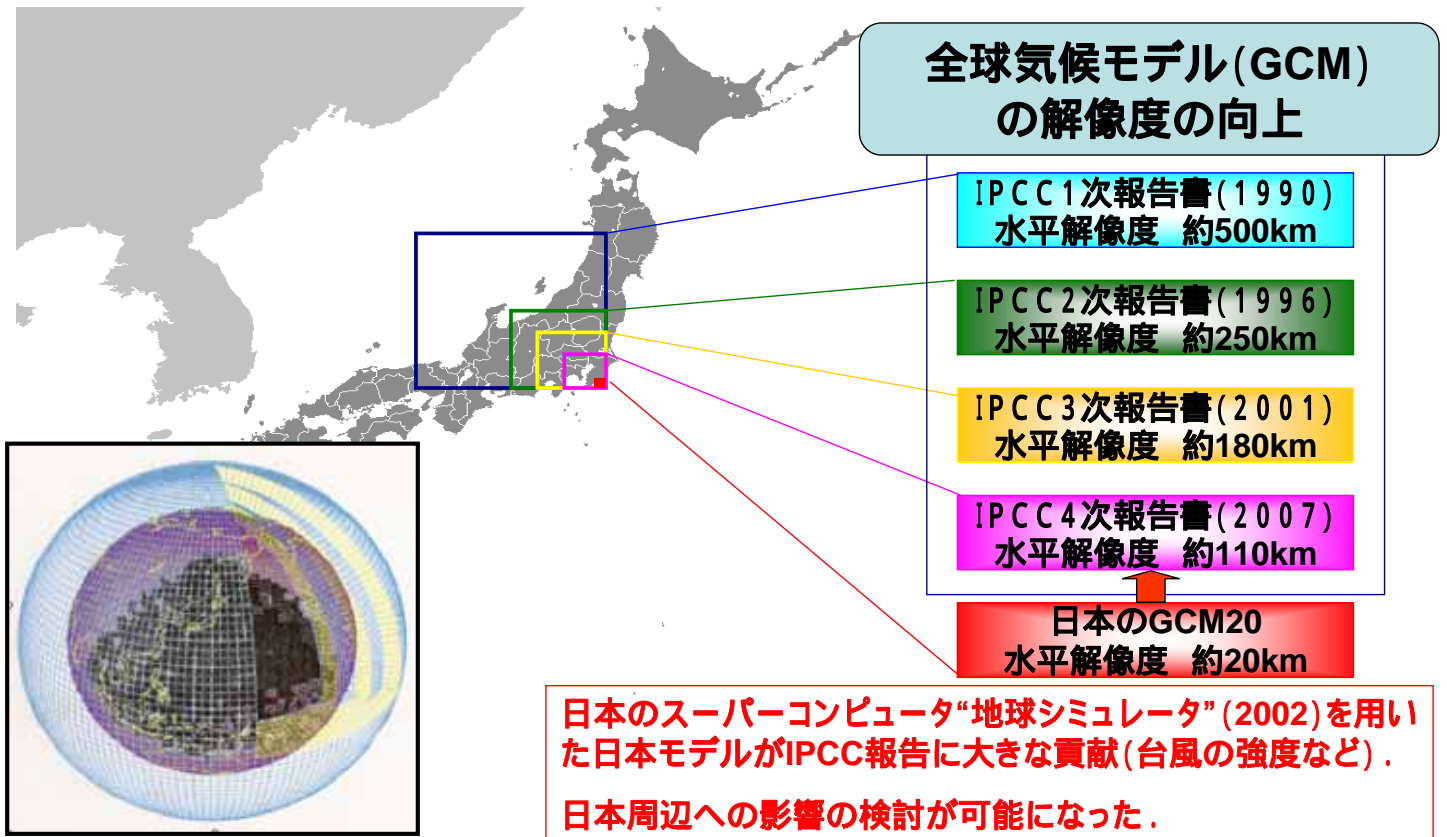 全球気候モデル(GCM)
の解像度の向上
IPCC1次報告書(1990)
水平解像度 約500km
IPCC2次報告書(1996)
水平解像度 約250km
IPCC3次報告書(2001)
水平解像度 約180km
IPCC4次報告書(2007)
水平解像度 約110km
日本のGCM20
水平解像度 約20km
日本のスーパーコンピュータ“地球シミュレータ”(2002)を用い
た日本モデルがIPCC報告に大きな貢献(台風の強度など).
日本周辺への影響の検討が可能になった.